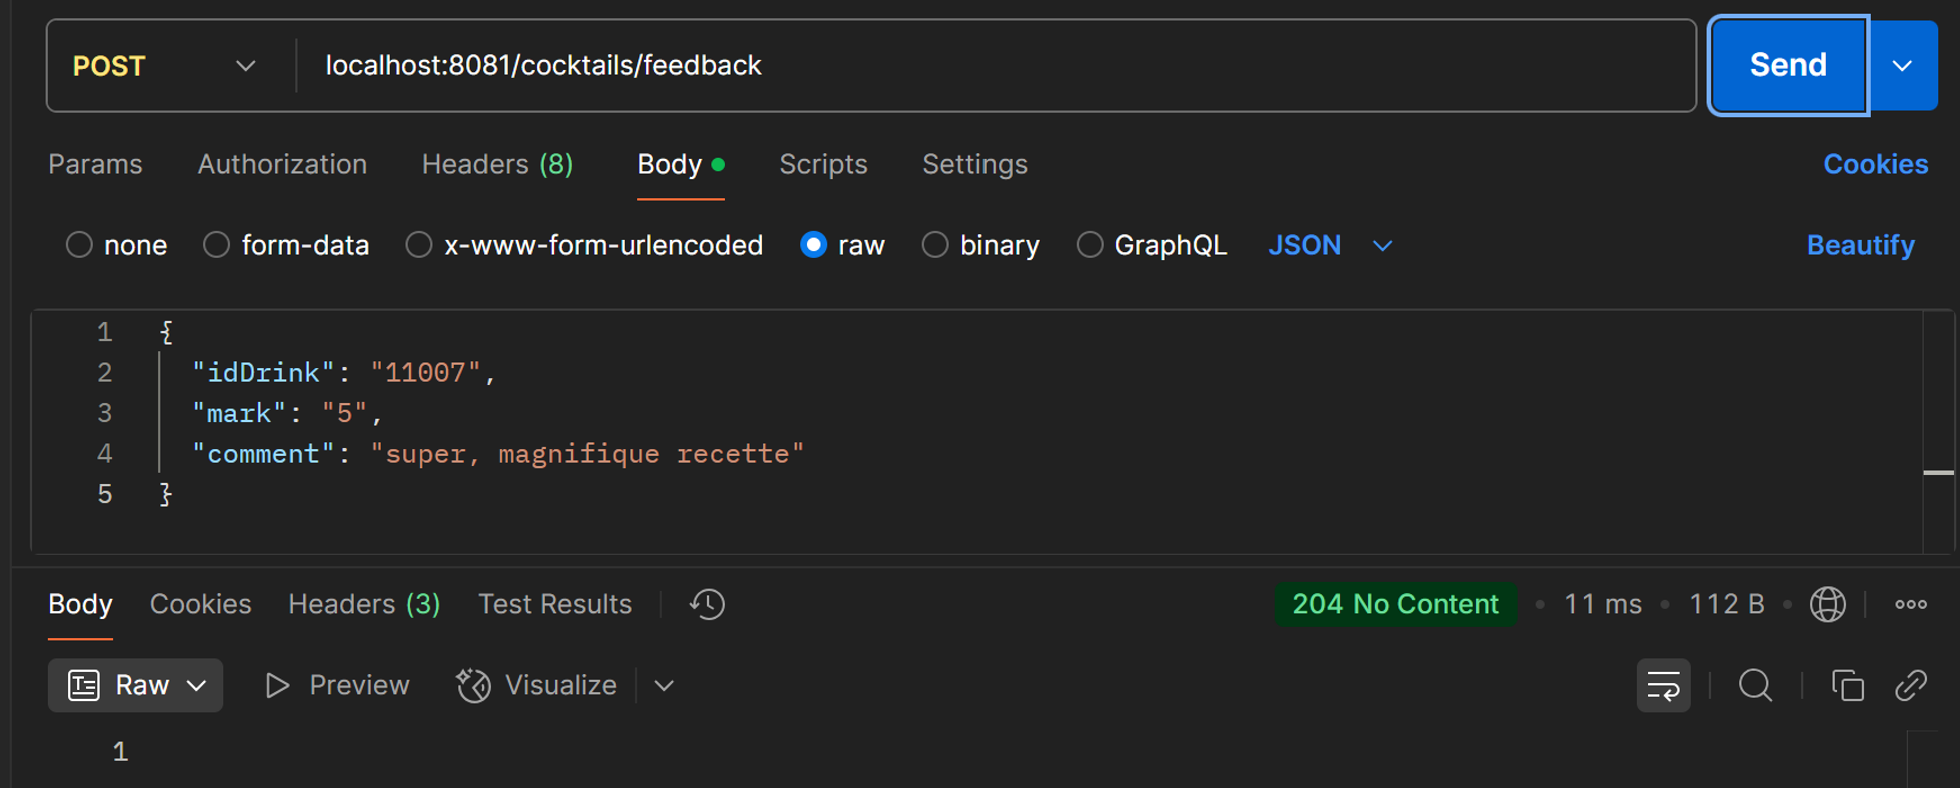 POST localhost:8081/cocktails/feedback Send
Params Authorization Headers (8) Body Scripts Settings Cookies
none form-data x-www-form-urlencoded raw binary GraphQL JSON Beautify
1 {
2 "idDrink": "11007",
3 "mark": "5",
4 "comment": "super, magnifique recette"
5 }
Body Cookies Headers (3) Test Results 204 No Content • 11 ms • 112 B •
Raw Preview Visualize
1